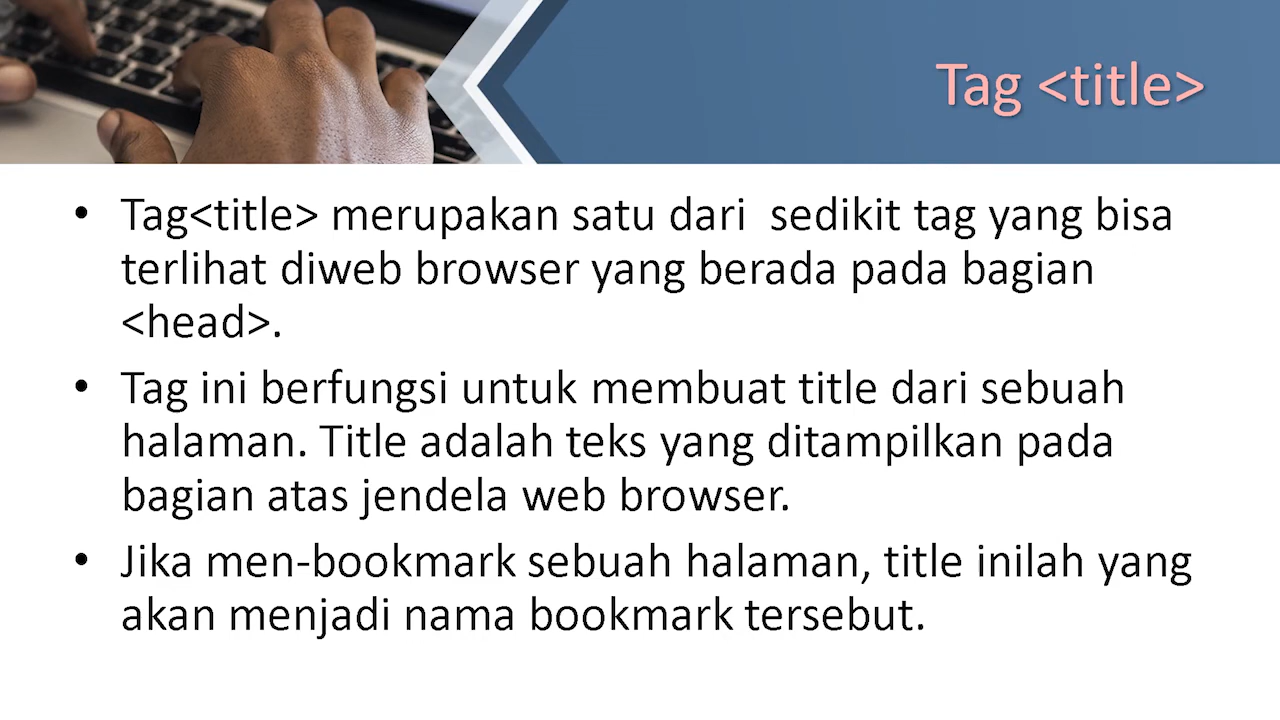 Tag <title>
• Tag<title> merupakan satu dari  sedikit tag yang bisa
terlihat diweb browser yang berada pada bagian
<head>.
• Tag ini berfungsi untuk membuat title dari sebuah
halaman. Title adalah teks yang ditampilkan pada
bagian atas jendela web browser.
• Jika men-bookmark sebuah halaman, title inilah yang
akan menjadi nama bookmark tersebut.